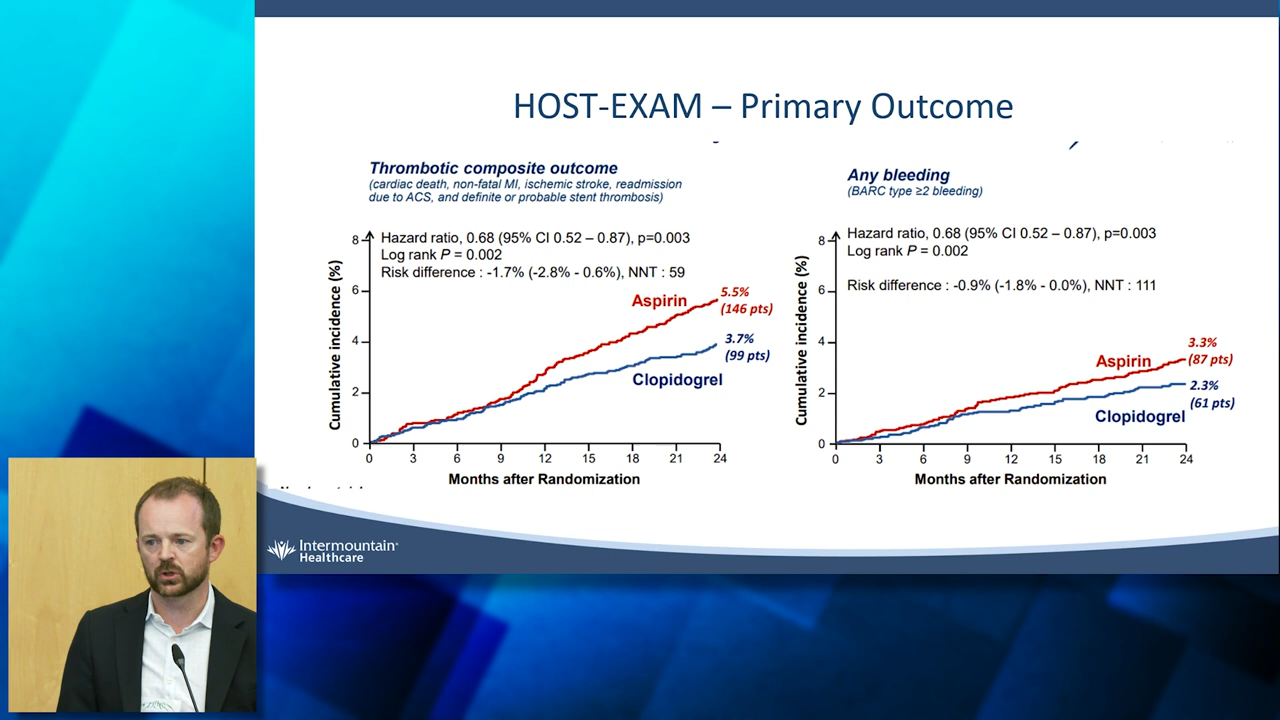 HOST-EXAM – Primary Outcome
Thrombotic composite outcome
(cardiac death, non-fatal MI, ischemic stroke, readmission
due to ACS, and definite or probable stent thrombosis)
Hazard ratio, 0.68 (95% CI 0.52 – 0.87), p=0.003
Log rank P = 0.002
Risk difference : -1.7% (-2.8% - 0.6%), NNT : 59
Cumulative incidence (%)
8
6
4
2
0
Aspirin
5.5%
(146 pts)
3.7%
(99 pts)
Clopidogrel
0 3 6 9 12 15 18 21 24
Months after Randomization
Any bleeding
(BARC type ≥2 bleeding)
Hazard ratio, 0.68 (95% CI 0.52 – 0.87), p=0.003
Log rank P = 0.002
Risk difference : -0.9% (-1.8% - 0.0%), NNT : 111
Cumulative incidence (%)
8
6
4
2
0
Aspirin
3.3%
(87 pts)
2.3%
(61 pts)
Clopidogrel
0 3 6 9 12 15 18 21 24
Months after Randomization
Intermountain
Healthcare